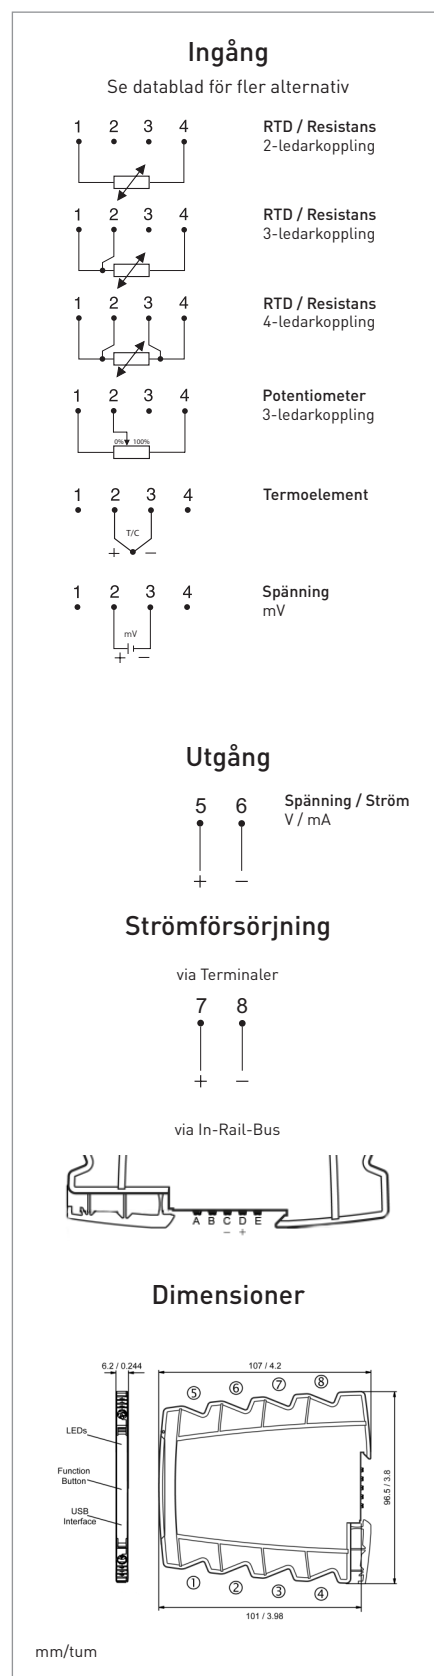 Ingång
Se datablad för fler alternativ
1 2 3 4
RTD / Resistans
2-ledarkoppling
1 2 3 4
RTD / Resistans
3-ledarkoppling
1 2 3 4
RTD / Resistans
4-ledarkoppling
1 2 3 4
Potentiometer
3-ledarkoppling
0% 100%
1 2 3 4
Termoelement
T/C
+ −
1 2 3 4
Spänning
mV
mV
+ −
Utgång
5 6
Spänning / Ström
V / mA
+ −
Strömförsörjning
via Terminaler
7 8
+ −
via In-Rail-Bus
A B C D E
− +
Dimensioner
6.2 / 0.244
107 / 4.2
⑤ ⑥ ⑦ ⑧
LEDs
Function
Button
USB
Interface
96.5 / 3.8
① ② ③ ④
101 / 3.98
mm/tum